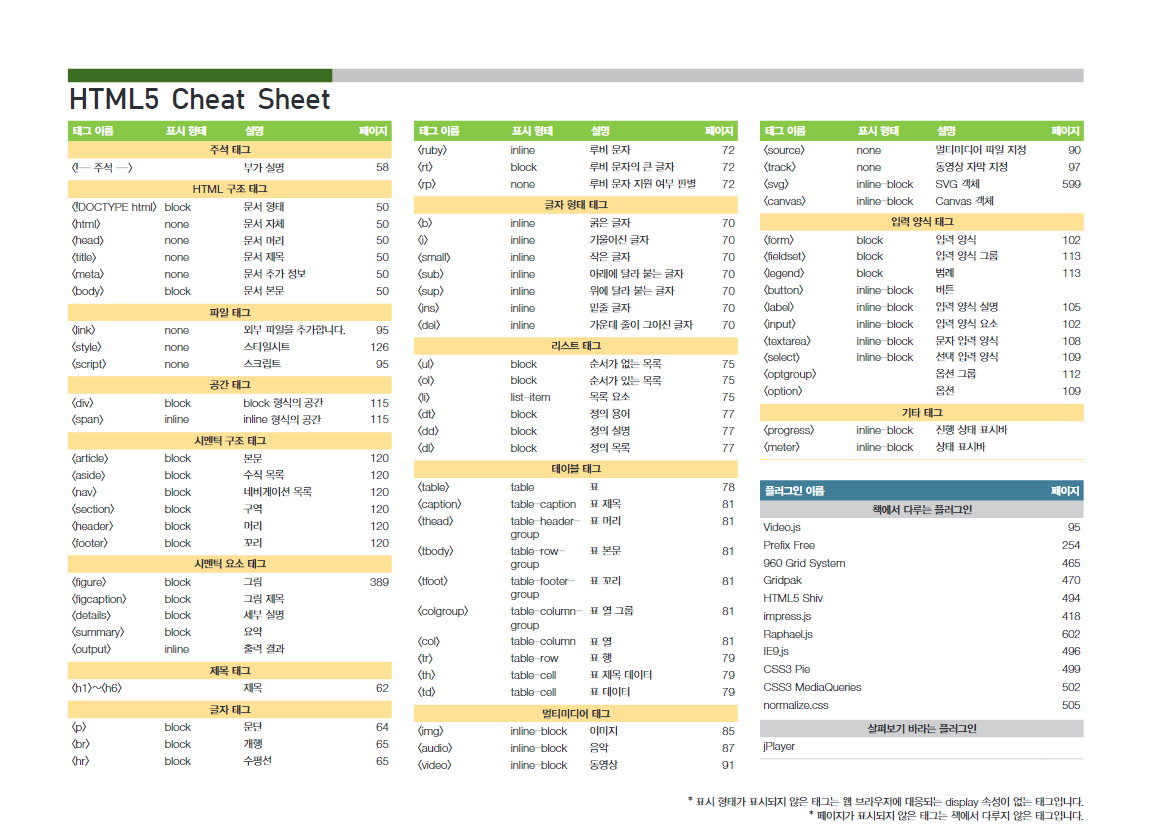 HTML5 Cheat Sheet
태그 이름 표시 형태 설명 페이지
주석 태그
〈!― 주석 ―〉 부가 설명 58
HTML 구조 태그
〈!DOCTYPE html〉 block 문서 형태 50
〈html〉 none 문서 자체 50
〈head〉 none 문서 머리 50
〈title〉 none 문서 제목 50
〈meta〉 none 문서 추가 정보 50
〈body〉 block 문서 본문 50
파일 태그
〈link〉 none 외부 파일을 추가합니다. 95
〈style〉 none 스타일시트 126
〈script〉 none 스크립트 95
공간 태그
〈div〉 block block 형식의 공간 115
〈span〉 inline inline 형식의 공간 115
시멘틱 구조 태그
〈article〉 block 본문 120
〈aside〉 block 수직 목록 120
〈nav〉 block 네비게이션 목록 120
〈section〉 block 구역 120
〈header〉 block 머리 120
〈footer〉 block 꼬리 120
시멘틱 요소 태그
〈figure〉 block 그림 389
〈figcaption〉 block 그림 제목
〈details〉 block 세부 설명
〈summary〉 block 요약
〈output〉 inline 출력 결과
제목 태그
〈h1〉~〈h6〉 제목 62
글자 태그
〈p〉 block 문단 64
〈br〉 block 개행 65
〈hr〉 block 수평선 65
태그 이름 표시 형태 설명 페이지
〈ruby〉 inline 루비 문자 72
〈rt〉 block 루비 문자의 큰 글자 72
〈rp〉 none 루비 문자 지원 여부 판별 72
글자 형태 태그
〈b〉 inline 굵은 글자 70
〈i〉 inline 기울어진 글자 70
〈small〉 inline 작은 글자 70
〈sub〉 inline 아래에 달라 붙는 글자 70
〈sup〉 inline 위에 달라 붙는 글자 70
〈ins〉 inline 밑줄 글자 70
〈del〉 inline 가운데 줄이 그어진 글자 70
리스트 태그
〈ul〉 block 순서가 없는 목록 75
〈ol〉 block 순서가 있는 목록 75
〈li〉 list-item 목록 요소 75
〈dt〉 block 정의 용어 77
〈dd〉 block 정의 설명 77
〈dl〉 block 정의 목록 77
테이블 태그
〈table〉 table 표 78
〈caption〉 table-caption 표 제목 81
〈thead〉 table-header- 표 머리 81
group
〈tbody〉 table-row- 표 본문 81
group
〈tfoot〉 table-footer- 표 꼬리 81
group
〈colgroup〉 table-column- 표 열 그룹 81
group
〈col〉 table-column 표 열 81
〈tr〉 table-row 표 행 79
〈th〉 table-cell 표 제목 데이터 79
〈td〉 table-cell 표 데이터 79
멀티미디어 태그
〈img〉 inline-block 이미지 85
〈audio〉 inline-block 음악 87
〈video〉 inline-block 동영상 91
태그 이름 표시 형태 설명 페이지
〈source〉 none 멀티미디어 파일 지정 90
〈track〉 none 동영상 자막 지정 97
〈svg〉 inline-block SVG 객체 599
〈canvas〉 inline-block Canvas 객체
입력 양식 태그
〈form〉 block 입력 양식 102
〈fieldset〉 block 입력 양식 그룹 113
〈legend〉 block 범례 113
〈button〉 inline-block 버튼
〈label〉 inline-block 입력 양식 설명 105
〈input〉 inline-block 입력 양식 요소 102
〈textarea〉 inline-block 문자 입력 양식 108
〈select〉 inline-block 선택 입력 양식 109
〈optgroup〉 옵션 그룹 112
〈option〉 옵션 109
기타 태그
〈progress〉 inline-block 진행 상태 표시바
〈meter〉 inline-block 상태 표시바
플러그인 이름 페이지
책에서 다루는 플러그인
Video.js 95
Prefix Free 254
960 Grid System 465
Gridpak 470
HTML5 Shiv 494
impress.js 418
Raphael.js 602
IE9.js 496
CSS3 Pie 499
CSS3 MediaQueries 502
normalize.css 505
살펴보기 바라는 플러그인
jPlayer
* 표시 형태가 표시되지 않은 태그는 웹 브라우저에 대응되는 display 속성이 없는 태그입니다.
* 페이지가 표시되지 않은 태그는 책에서 다루지 않은 태그입니다.